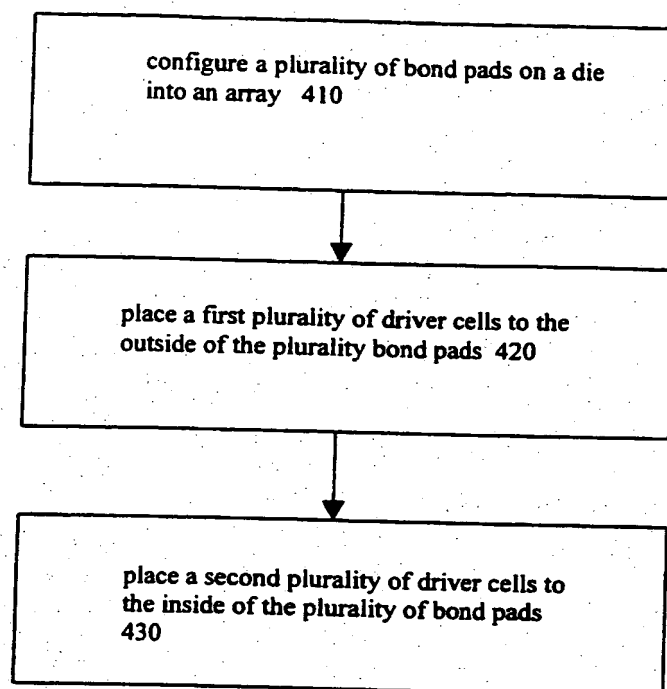 configure a plurality of bond pads on a die
into an array 410
place a first plurality of driver cells to the
outside of the plurality bond pads 420
place a second plurality of driver cells to
the inside of the plurality of bond pads
430